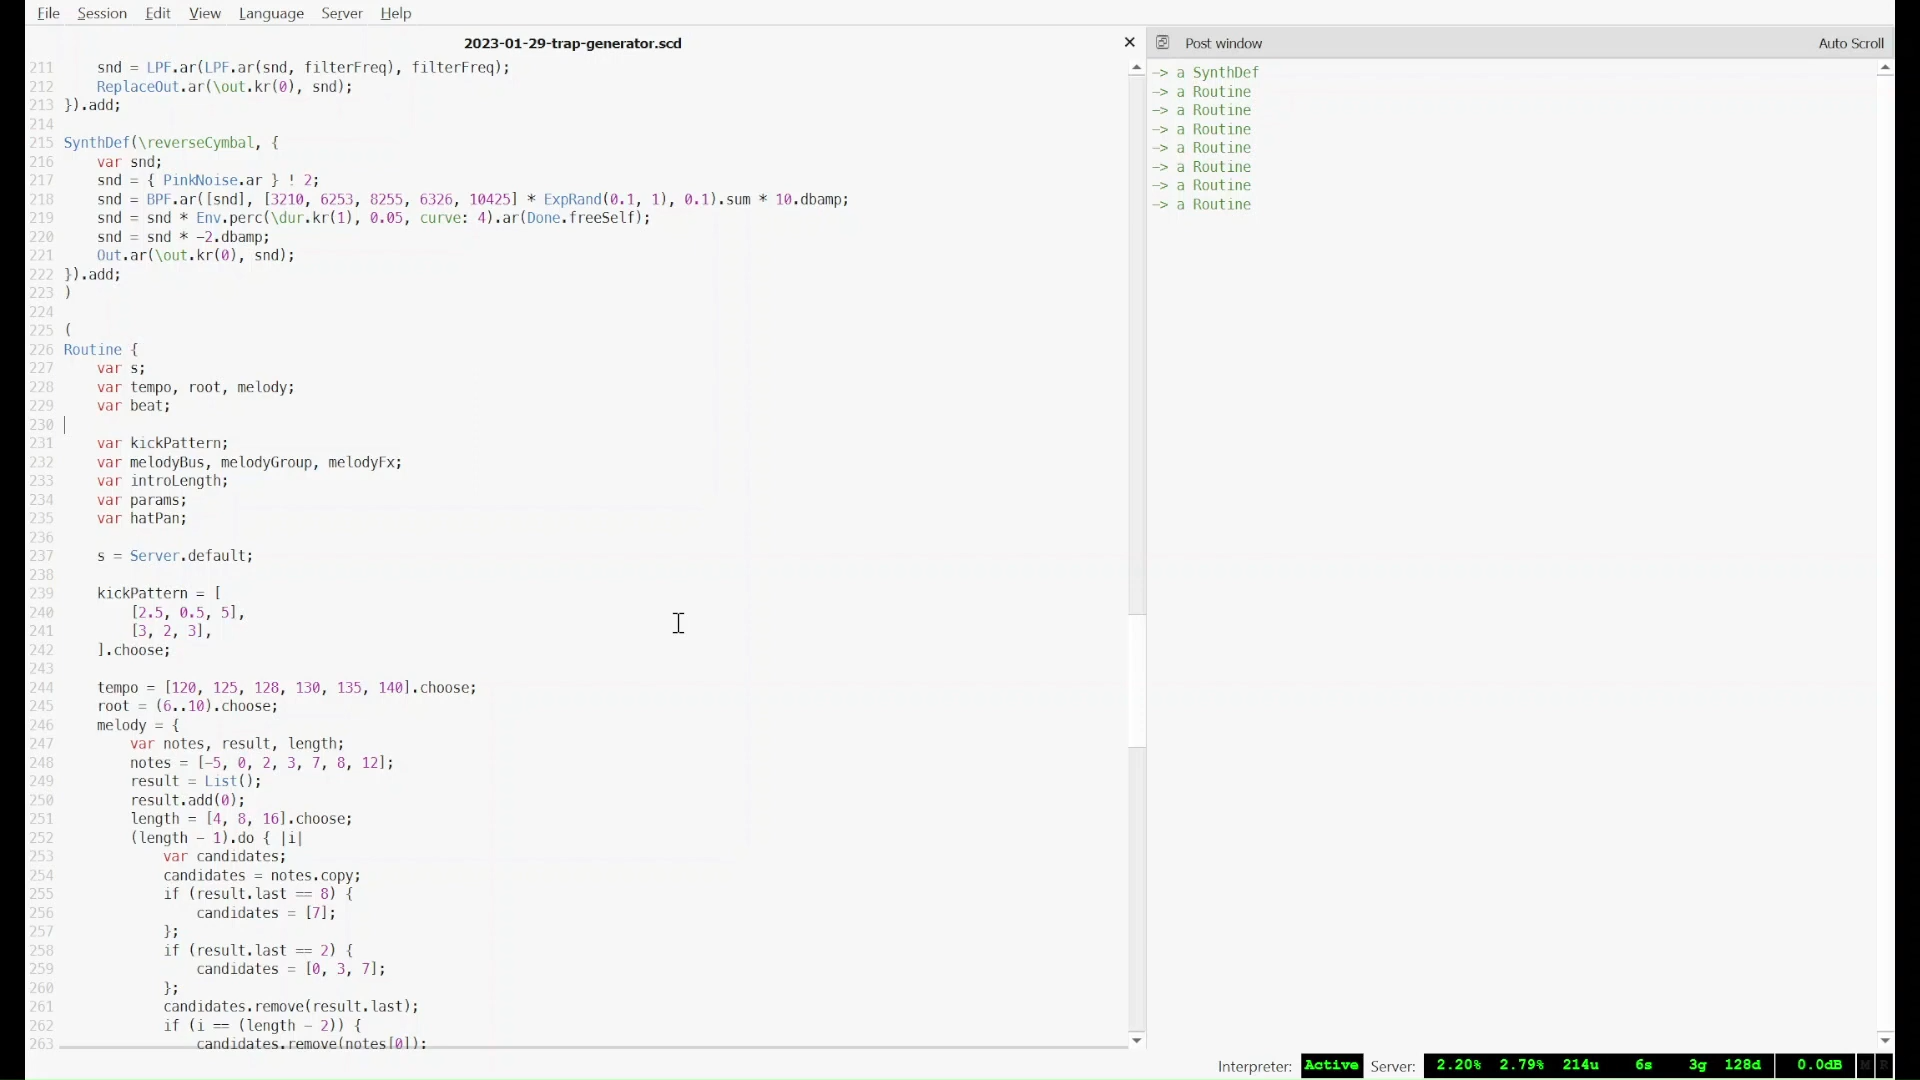 File Session Edit View Language Server Help
2023-01-29-trap-generator.scd
211 snd = LPF.ar(LPF.ar(snd, filterFreq), filterFreq);
212 ReplaceOut.ar(\out.kr(0), snd);
213 }).add;
214
215 SynthDef(\reverseCymbal, {
216 var snd;
217 snd = { PinkNoise.ar } ! 2;
218 snd = BPF.ar([snd], [3210, 6253, 8255, 6326, 10425] * ExpRand(0.1, 1), 0.1).sum * 10.dbamp;
219 snd = snd * Env.perc(\dur.kr(1), 0.05, curve: 4).ar(Done.freeSelf);
220 snd = snd * -2.dbamp;
221 Out.ar(\out.kr(0), snd);
222 }).add;
223 )
224
225 (
226 Routine {
227 var s;
228 var tempo, root, melody;
229 var beat;
230
231 var kickPattern;
232 var melodyBus, melodyGroup, melodyFx;
233 var introLength;
234 var params;
235 var hatPan;
236
237 s = Server.default;
238
239 kickPattern = [
240 [2.5, 0.5, 5],
241 [3, 2, 3],
242 ].choose;
243
244 tempo = [120, 125, 128, 130, 135, 140].choose;
245 root = (6..10).choose;
246 melody = {
247 var notes, result, length;
248 notes = [-5, 0, 2, 3, 7, 8, 12];
249 result = List();
250 result.add(0);
251 length = [4, 8, 16].choose;
252 (length - 1).do { |i|
253 var candidates;
254 candidates = notes.copy;
255 if (result.last == 8) {
256 candidates = [7];
257 };
258 if (result.last == 2) {
259 candidates = [0, 3, 7];
260 };
261 candidates.remove(result.last);
262 if (i == (length - 2)) {
263 candidates.remove(notes[0]);
Post window Auto Scroll
-> a SynthDef
-> a Routine
-> a Routine
-> a Routine
-> a Routine
-> a Routine
-> a Routine
-> a Routine
Interpreter: Active Server: 2.20% 2.79% 214u 6s 3g 128d 0.0dB M R